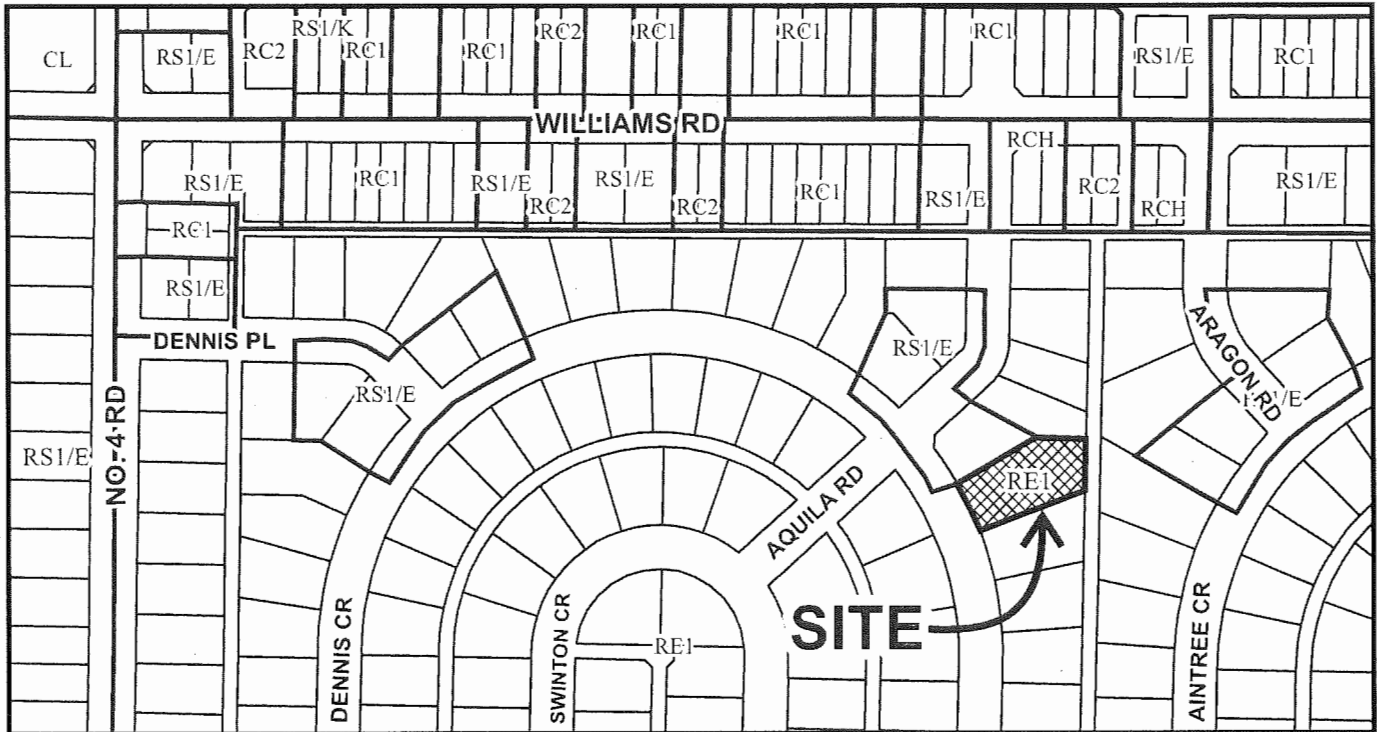 CL
RS1/E
RC2
RS1/K
RC1
RC1
RC2
RC1
RC1
RC1
RS1/E
RC1
WILLIAMS RD
RS1/E
RC1
RS1/E
RC2
RS1/E
RC2
RC1
RS1/E
RCH
RC2
RCH
RS1/E
RC1
RS1/E
DENNIS PL
RS1/E
RS1/E
ARAGON RD
NO. 4 RD
RS1/E
RE1
AQUILA RD
SITE
DENNIS CR
SWINTON CR
RE1
AINTREE CR